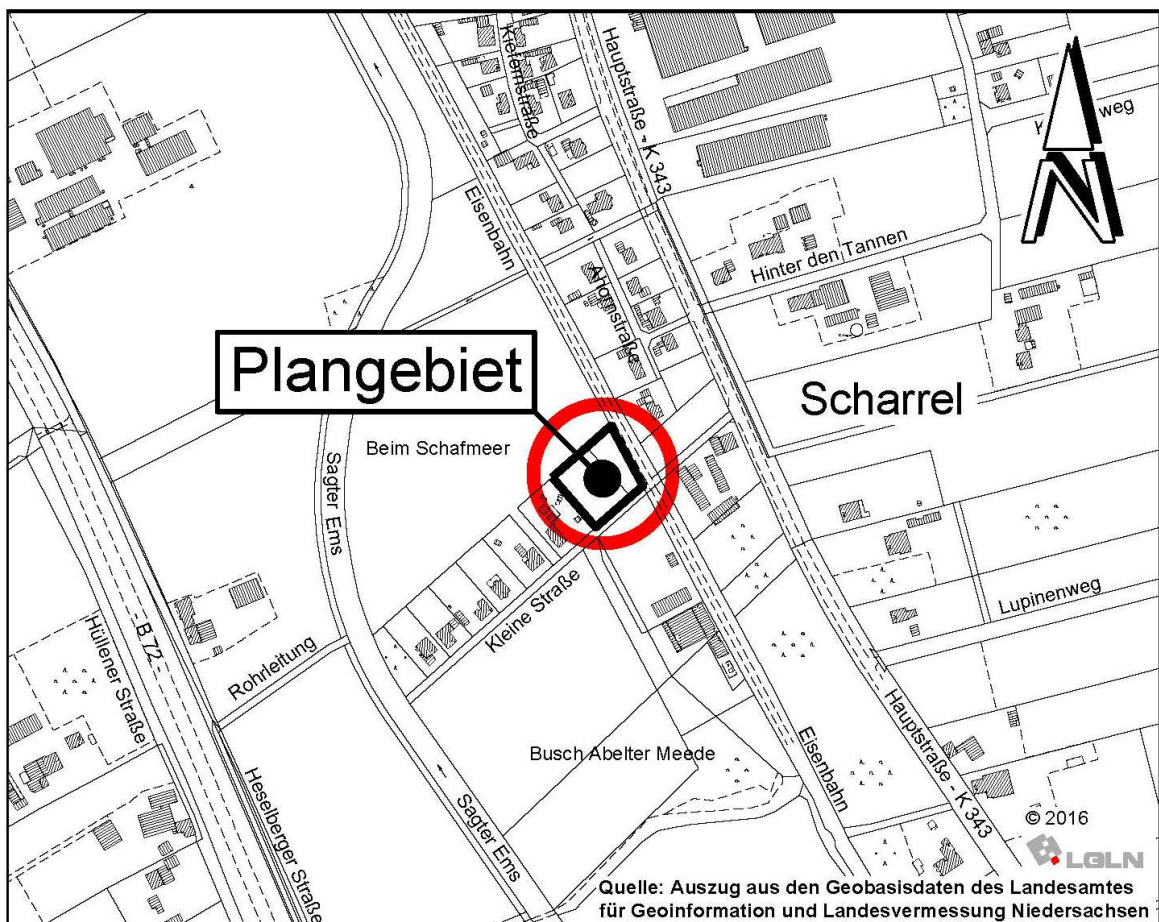 Kiefernstraße
Hauptstraße - K 343
weg
N
Eisenbahn
Ahornstraße
Hinter den Tannen
Plangebiet
Scharrel
Beim Schafmeer
Sagter Ems
Kleine Straße
Lupinenweg
Rohrleitung
B 72
Hüllener Straße
Heselberger Straße
Busch Abelter Meede
Sagter Ems
Eisenbahn
Hauptstraße - K 343
© 2016
LGLN
Quelle: Auszug aus den Geobasisdaten des Landesamtes
für Geoinformation und Landesvermessung Niedersachsen